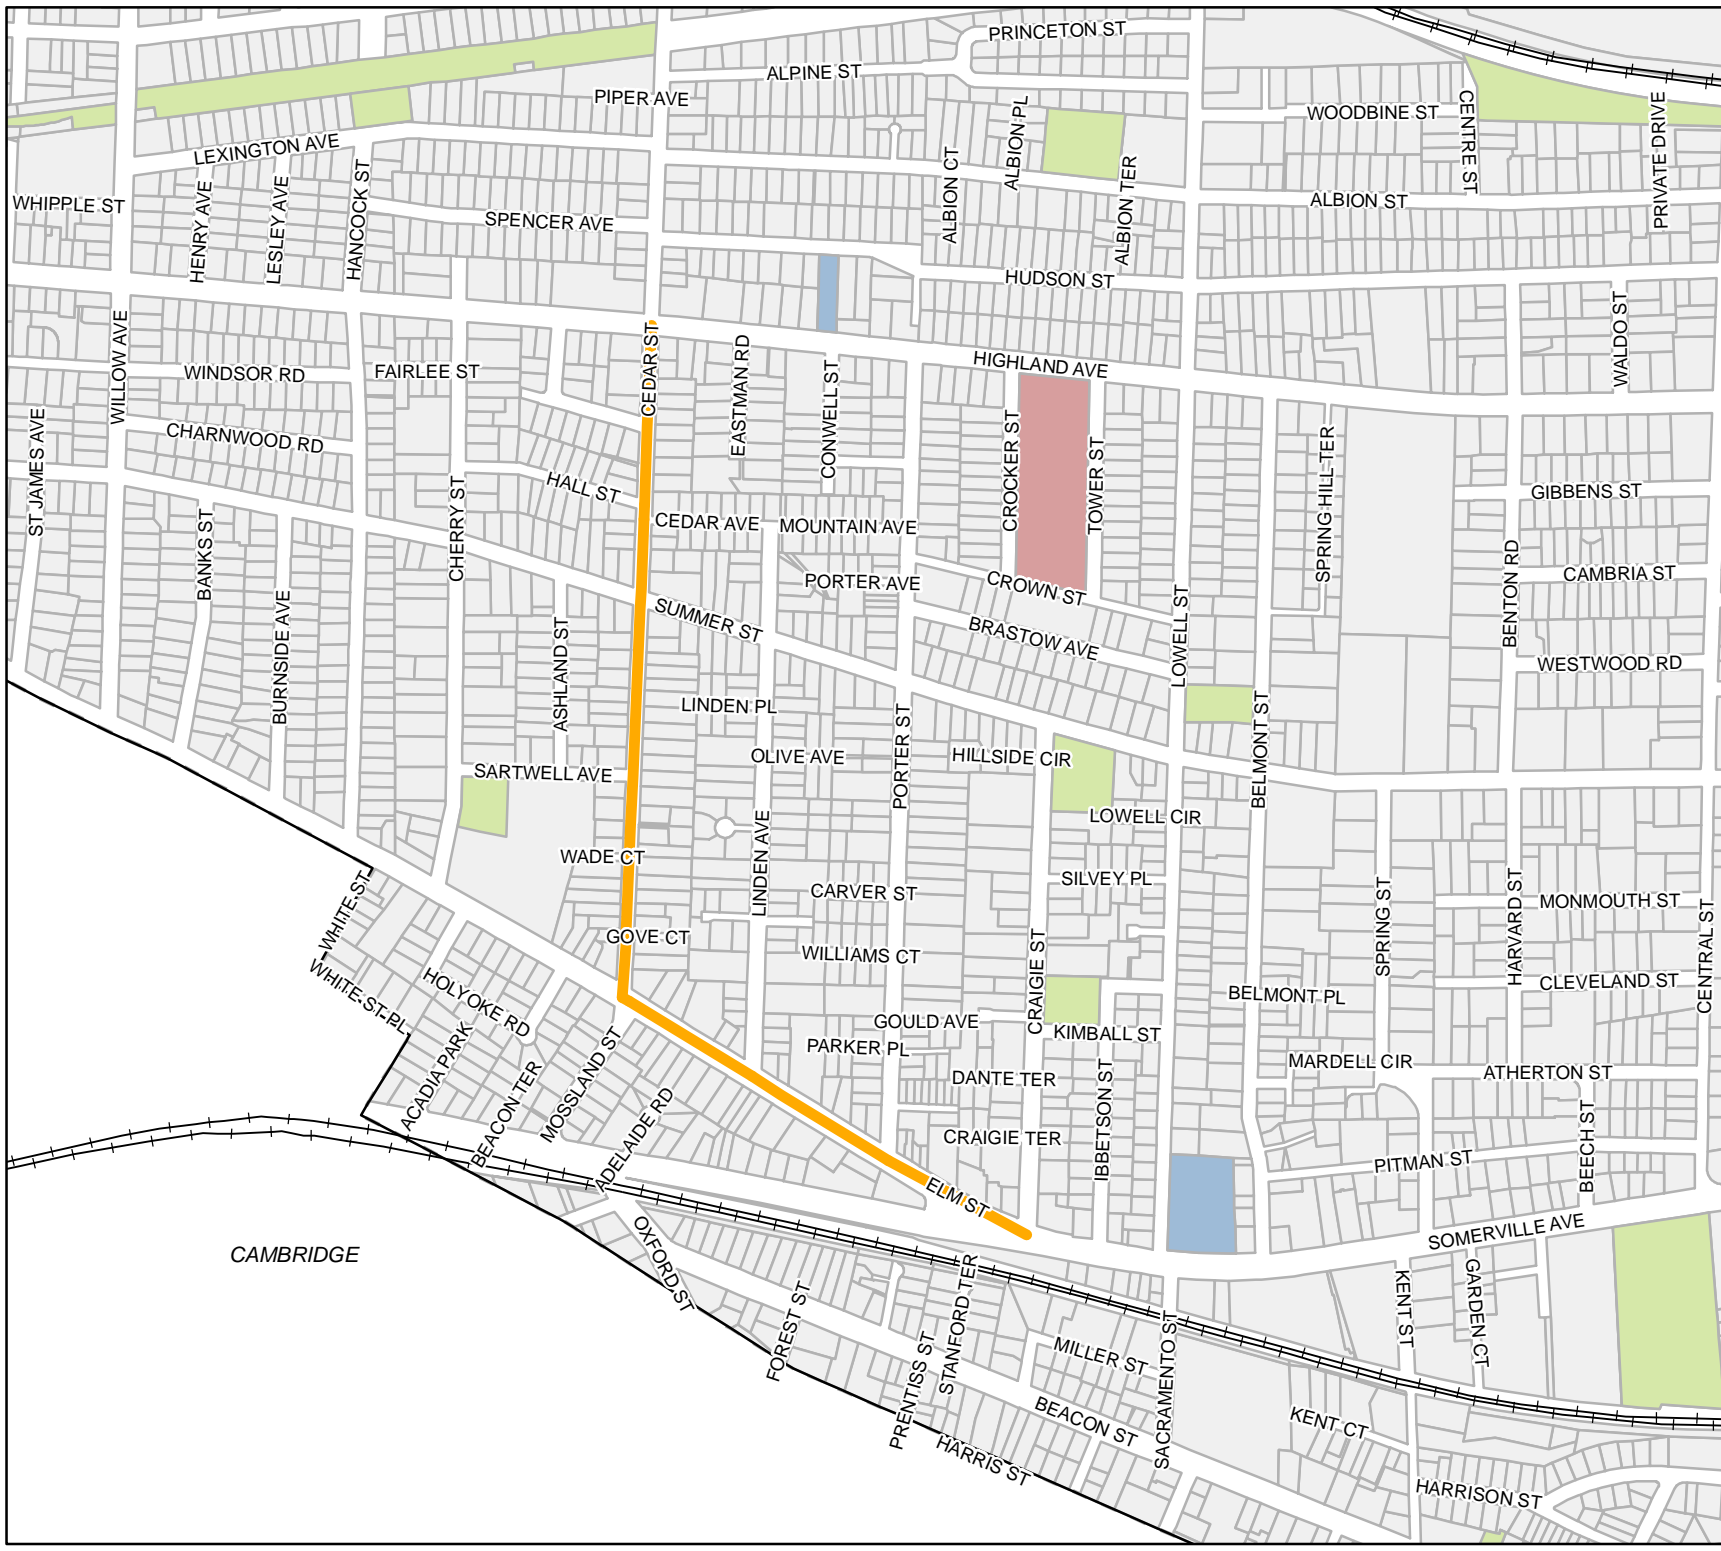 PRINCETON ST
ALPINE ST
PIPER AVE
WOODBINE ST
CENTRE ST
PRIVATE DRIVE
ALBION PL
LEXINGTON AVE
ALBION CT
ALBION TER
HANCOCK ST
HENRY AVE
LESLEY AVE
WHIPPLE ST
SPENCER AVE
ALBION ST
HUDSON ST
WALDO ST
WILLOW AVE
CEDAR ST
EASTMAN RD
CONWELL ST
HIGHLAND AVE
WINDSOR RD
FAIRLEE ST
ST JAMES AVE
CHARNWOOD RD
CROCKER ST
TOWER ST
SPRING HILL TER
HALL ST
GIBBENS ST
CHERRY ST
BANKS ST
CEDAR AVE
MOUNTAIN AVE
BENTON RD
PORTER AVE
CROWN ST
CAMBRIA ST
BURNSIDE AVE
SUMMER ST
BRASTOW AVE
LOWELL ST
ASHLAND ST
WESTWOOD RD
LINDEN PL
PORTER ST
BELMONT ST
OLIVE AVE
HILLSIDE CIR
SARTWELL AVE
LOWELL CIR
LINDEN AVE
WADE CT
WHITE ST
CARVER ST
SILVEY PL
SPRING ST
HARVARD ST
MONMOUTH ST
CENTRAL ST
GOVE CT
WILLIAMS CT
CRAIGIE ST
WHITE ST PL
HOLYOKE RD
BELMONT PL
CLEVELAND ST
GOULD AVE
KIMBALL ST
PARKER PL
ACADIA PARK
BEACON TER
MOSSLAND ST
ADELAIDE RD
DANTE TER
IBBETSON ST
MARDELL CIR
ATHERTON ST
BEECH ST
CRAIGIE TER
PITMAN ST
ELM ST
SOMERVILLE AVE
CAMBRIDGE
OXFORD ST
FOREST ST
STANFORD TER
PRENTISS ST
SACRAMENTO ST
KENT ST
GARDEN CT
MILLER ST
BEACON ST
KENT CT
HARRIS ST
HARRISON ST